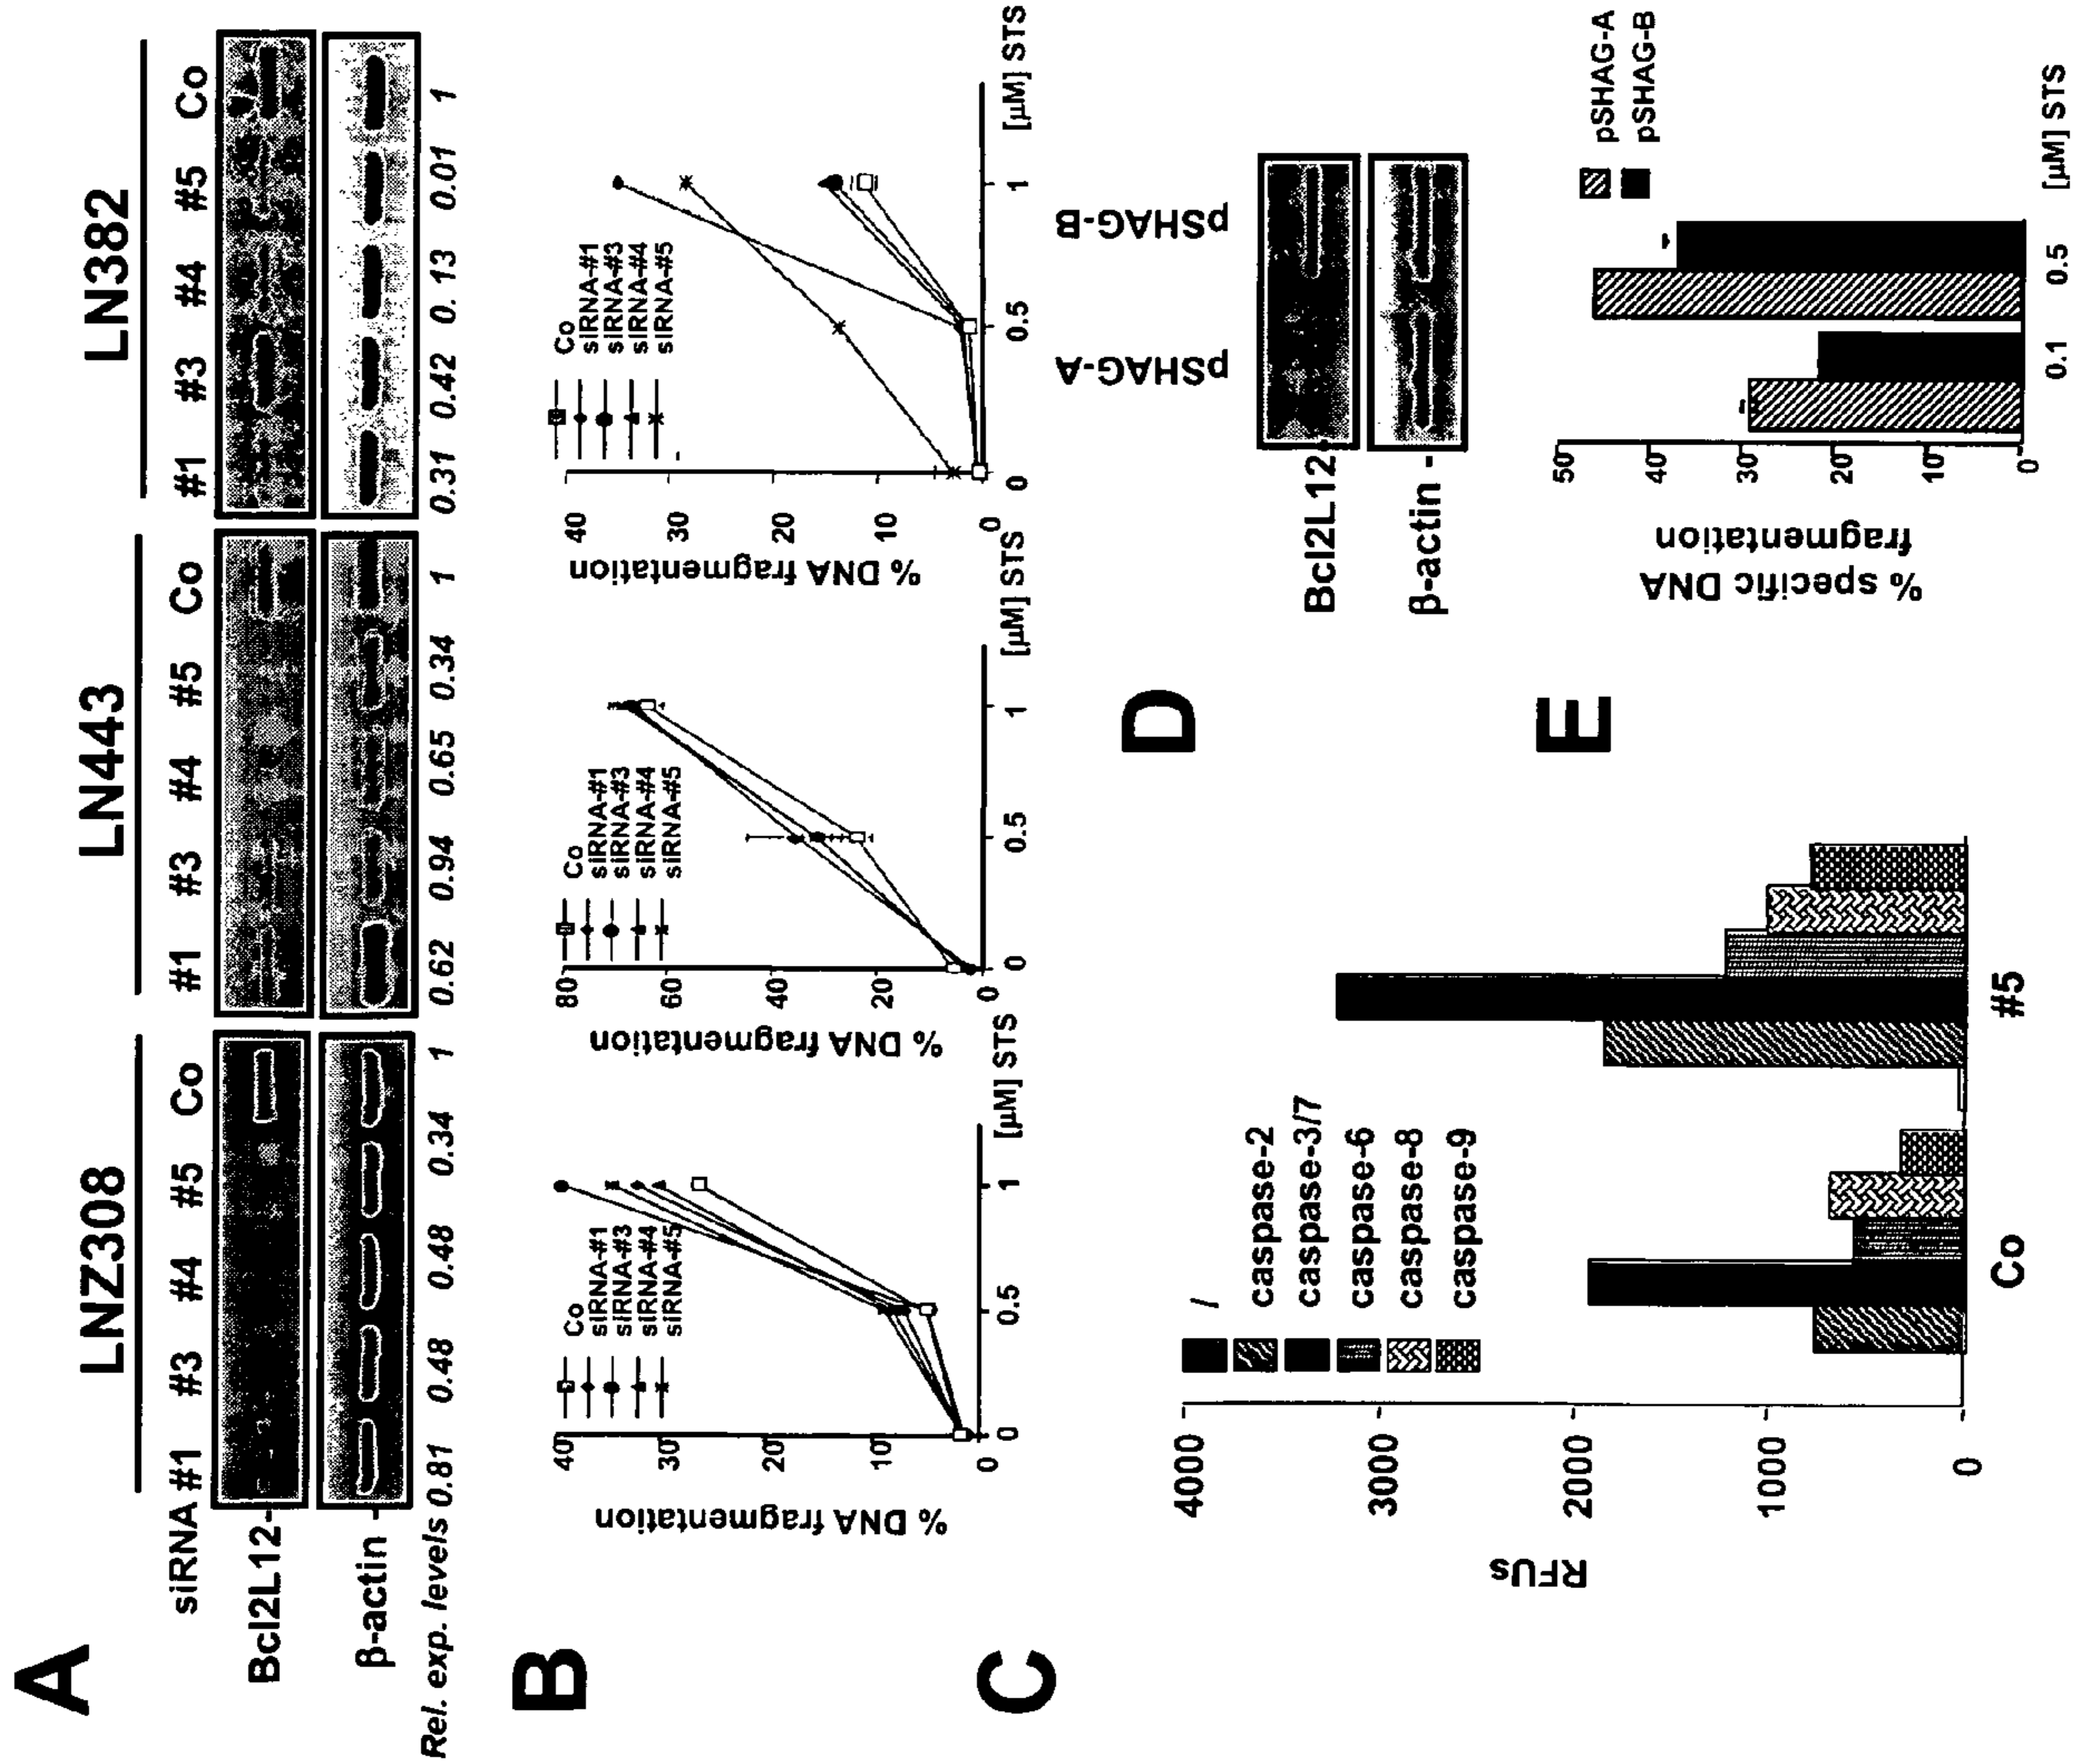 A
LNZ308 LN443 LN382
siRNA #1 #3 #4 #5 Co #1 #3 #4 #5 Co #1 #3 #4 #5 Co
Bcl2L12-
β-actin -
Rel. exp. levels 0.81 0.48 0.48 0.34 1 0.62 0.94 0.65 0.34 1 0.31 0.42 0. 13 0.01 1
B
% DNA fragmentation
40
30
20
10
0
Co
siRNA-#1
siRNA-#3
siRNA-#4
siRNA-#5
0 0.5 1
[µM] STS
% DNA fragmentation
80
60
40
20
0
Co
siRNA-#1
siRNA-#3
siRNA-#4
siRNA-#5
0 0.5 1
[µM] STS
% DNA fragmentation
40
30
20
10
0
Co
siRNA-#1
siRNA-#3
siRNA-#4
siRNA-#5
0 0.5 1
[µM] STS
C
RFUs
4000
3000
2000
1000
0
/
caspase-2
caspase-3/7
caspase-6
caspase-8
caspase-9
Co #5
D
pSHAG-A pSHAG-B
Bcl2L12-
β-actin -
E
% specific DNA
fragmentation
50
40
30
20
10
0
pSHAG-A
pSHAG-B
0.1 0.5
[µM] STS